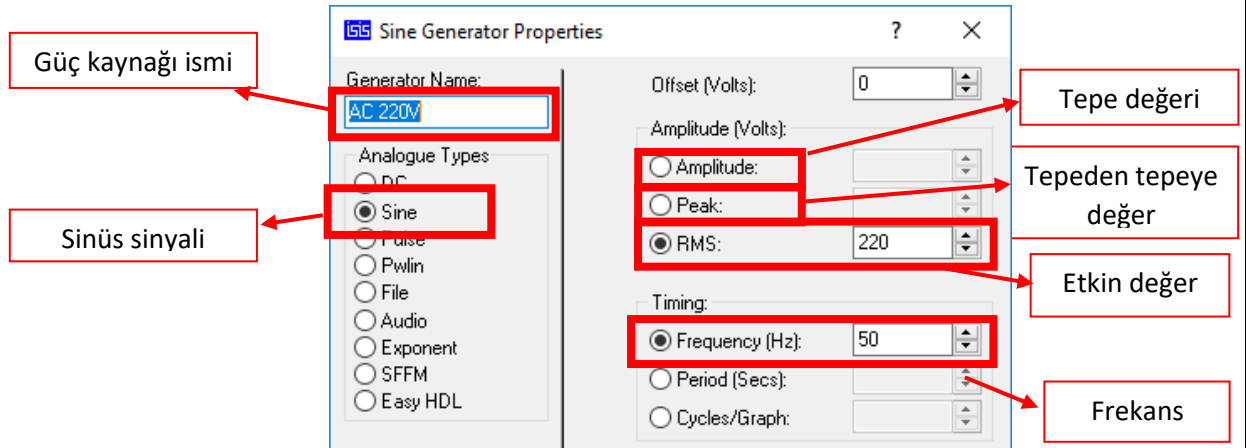 isis Sine Generator Properties ? ×
Güç kaynağı ismi
Generator Name:
AC 220V
Analogue Types
DC
Sine
Pulse
Pwlin
File
Audio
Exponent
SFFM
Easy HDL
Sinüs sinyali
Offset (Volts): 0
Amplitude (Volts):
Amplitude:
Peak:
RMS: 220
Timing:
Frequency (Hz): 50
Period (Secs):
Cycles/Graph:
Tepe değeri
Tepeden tepeye
değer
Etkin değer
Frekans